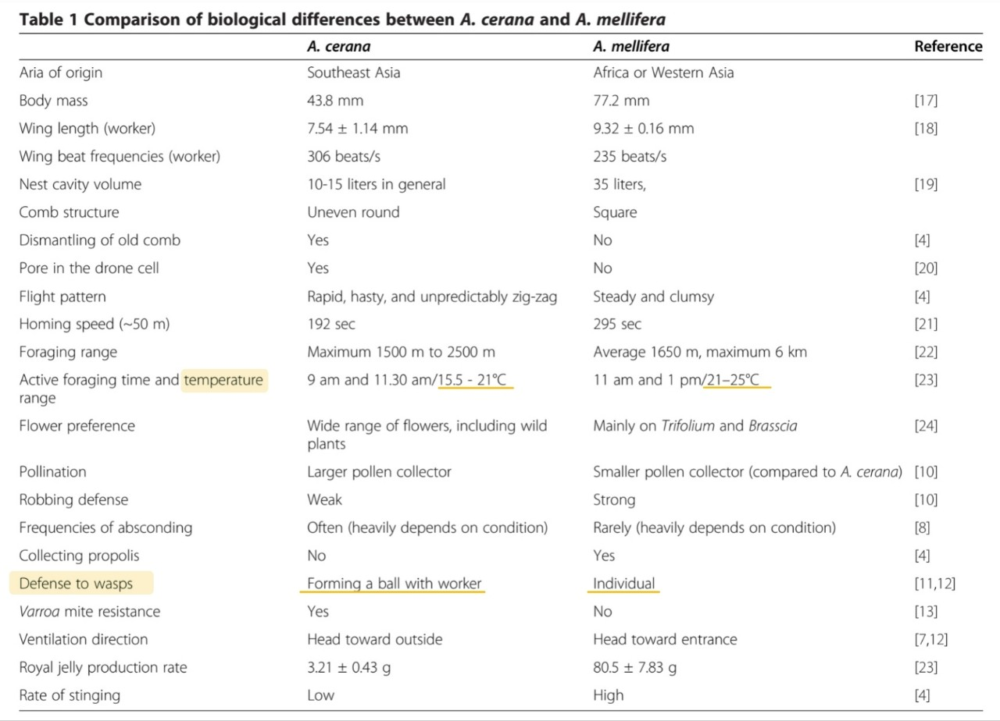 Table 1 Comparison of biological differences between A. cerana and A. mellifera
A. cerana A. mellifera Reference
Aria of origin Southeast Asia Africa or Western Asia
Body mass 43.8 mm 77.2 mm [17]
Wing length (worker) 7.54 ± 1.14 mm 9.32 ± 0.16 mm [18]
Wing beat frequencies (worker) 306 beats/s 235 beats/s
Nest cavity volume 10-15 liters in general 35 liters, [19]
Comb structure Uneven round Square
Dismantling of old comb Yes No [4]
Pore in the drone cell Yes No [20]
Flight pattern Rapid, hasty, and unpredictably zig-zag Steady and clumsy [4]
Homing speed (~50 m) 192 sec 295 sec [21]
Foraging range Maximum 1500 m to 2500 m Average 1650 m, maximum 6 km [22]
Active foraging time and temperature 9 am and 11.30 am/15.5 - 21°C 11 am and 1 pm/21–25°C [23]
range
Flower preference Wide range of flowers, including wild Mainly on Trifolium and Brasscia [24]
plants
Pollination Larger pollen collector Smaller pollen collector (compared to A. cerana) [10]
Robbing defense Weak Strong [10]
Frequencies of absconding Often (heavily depends on condition) Rarely (heavily depends on condition) [8]
Collecting propolis No Yes [4]
Defense to wasps Forming a ball with worker Individual [11,12]
Varroa mite resistance Yes No [13]
Ventilation direction Head toward outside Head toward entrance [7,12]
Royal jelly production rate 3.21 ± 0.43 g 80.5 ± 7.83 g [23]
Rate of stinging Low High [4]